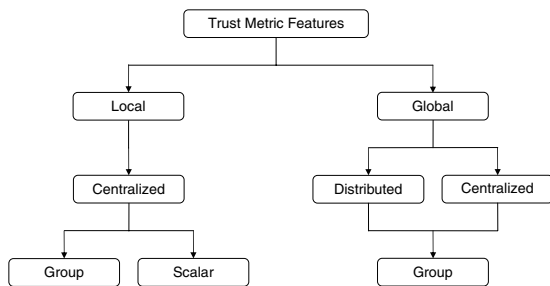 Trust Metric Features
Local
Global
Centralized
Distributed
Centralized
Group
Scalar
Group